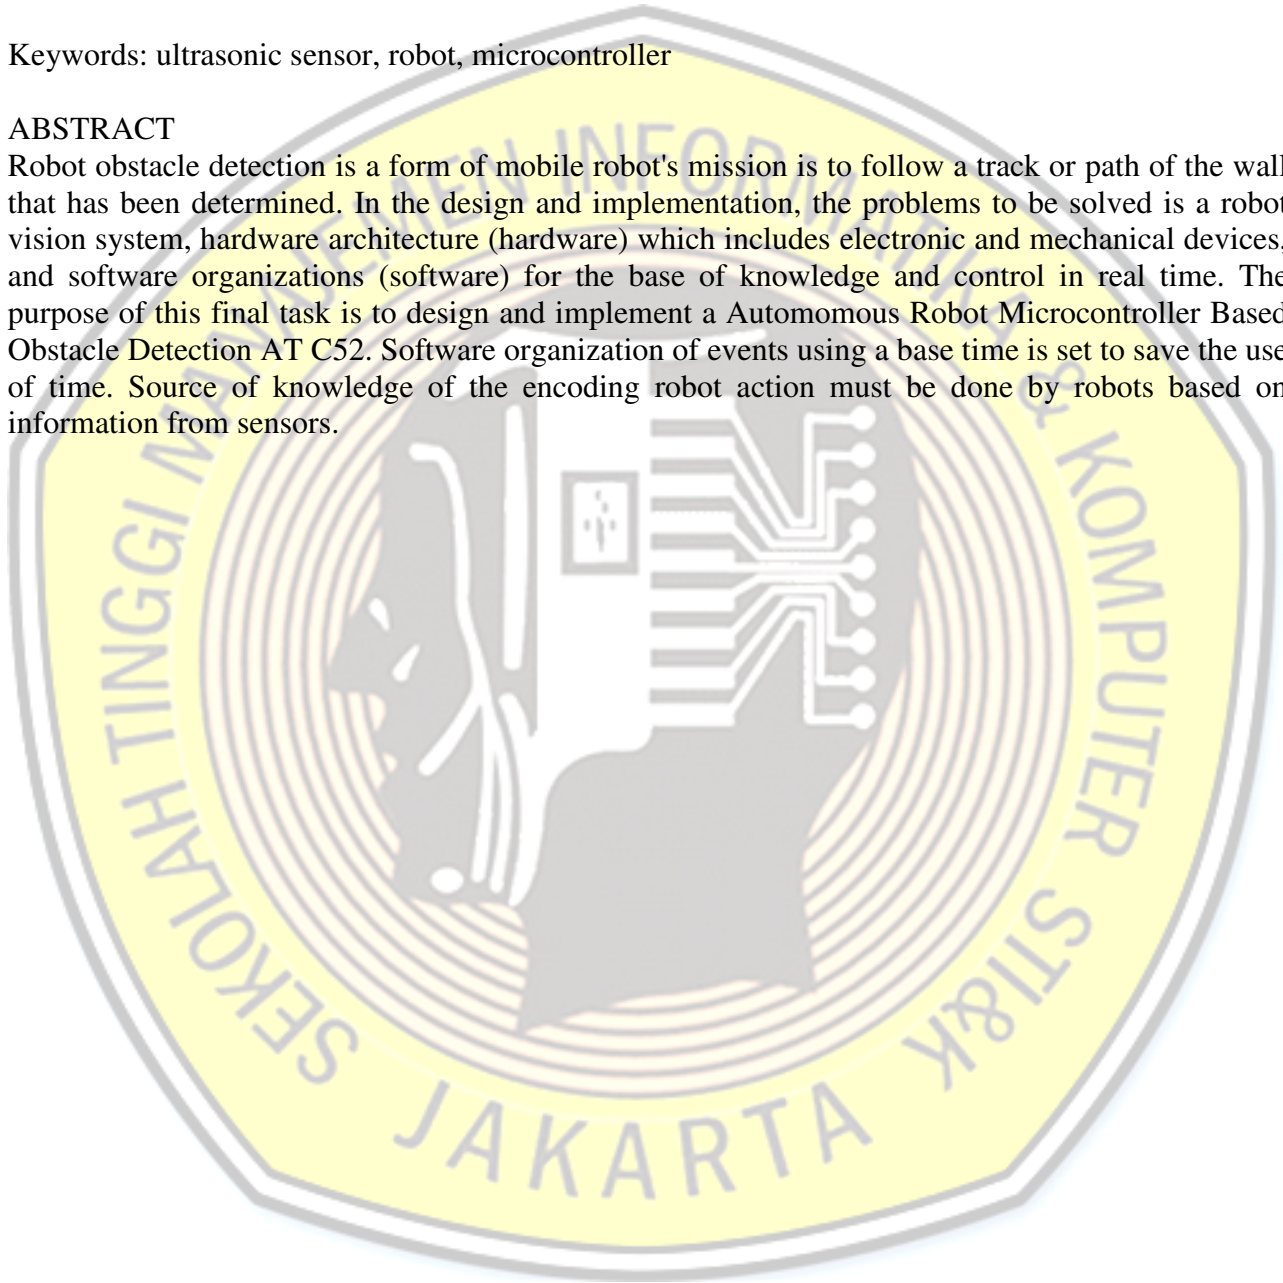 Keywords: ultrasonic sensor, robot, microcontroller
ABSTRACT
Robot obstacle detection is a form of mobile robot's mission is to follow a track or path of the wall
that has been determined. In the design and implementation, the problems to be solved is a robot
vision system, hardware architecture (hardware) which includes electronic and mechanical devices,
and software organizations (software) for the base of knowledge and control in real time. The
purpose of this final task is to design and implement a Automomous Robot Microcontroller Based
Obstacle Detection AT C52. Software organization of events using a base time is set to save the use
of time. Source of knowledge of the encoding robot action must be done by robots based on
information from sensors.
SEKOLAH TINGGI MANAJEMEN INFORMATIKA & KOMPUTER STI&K
JAKARTA